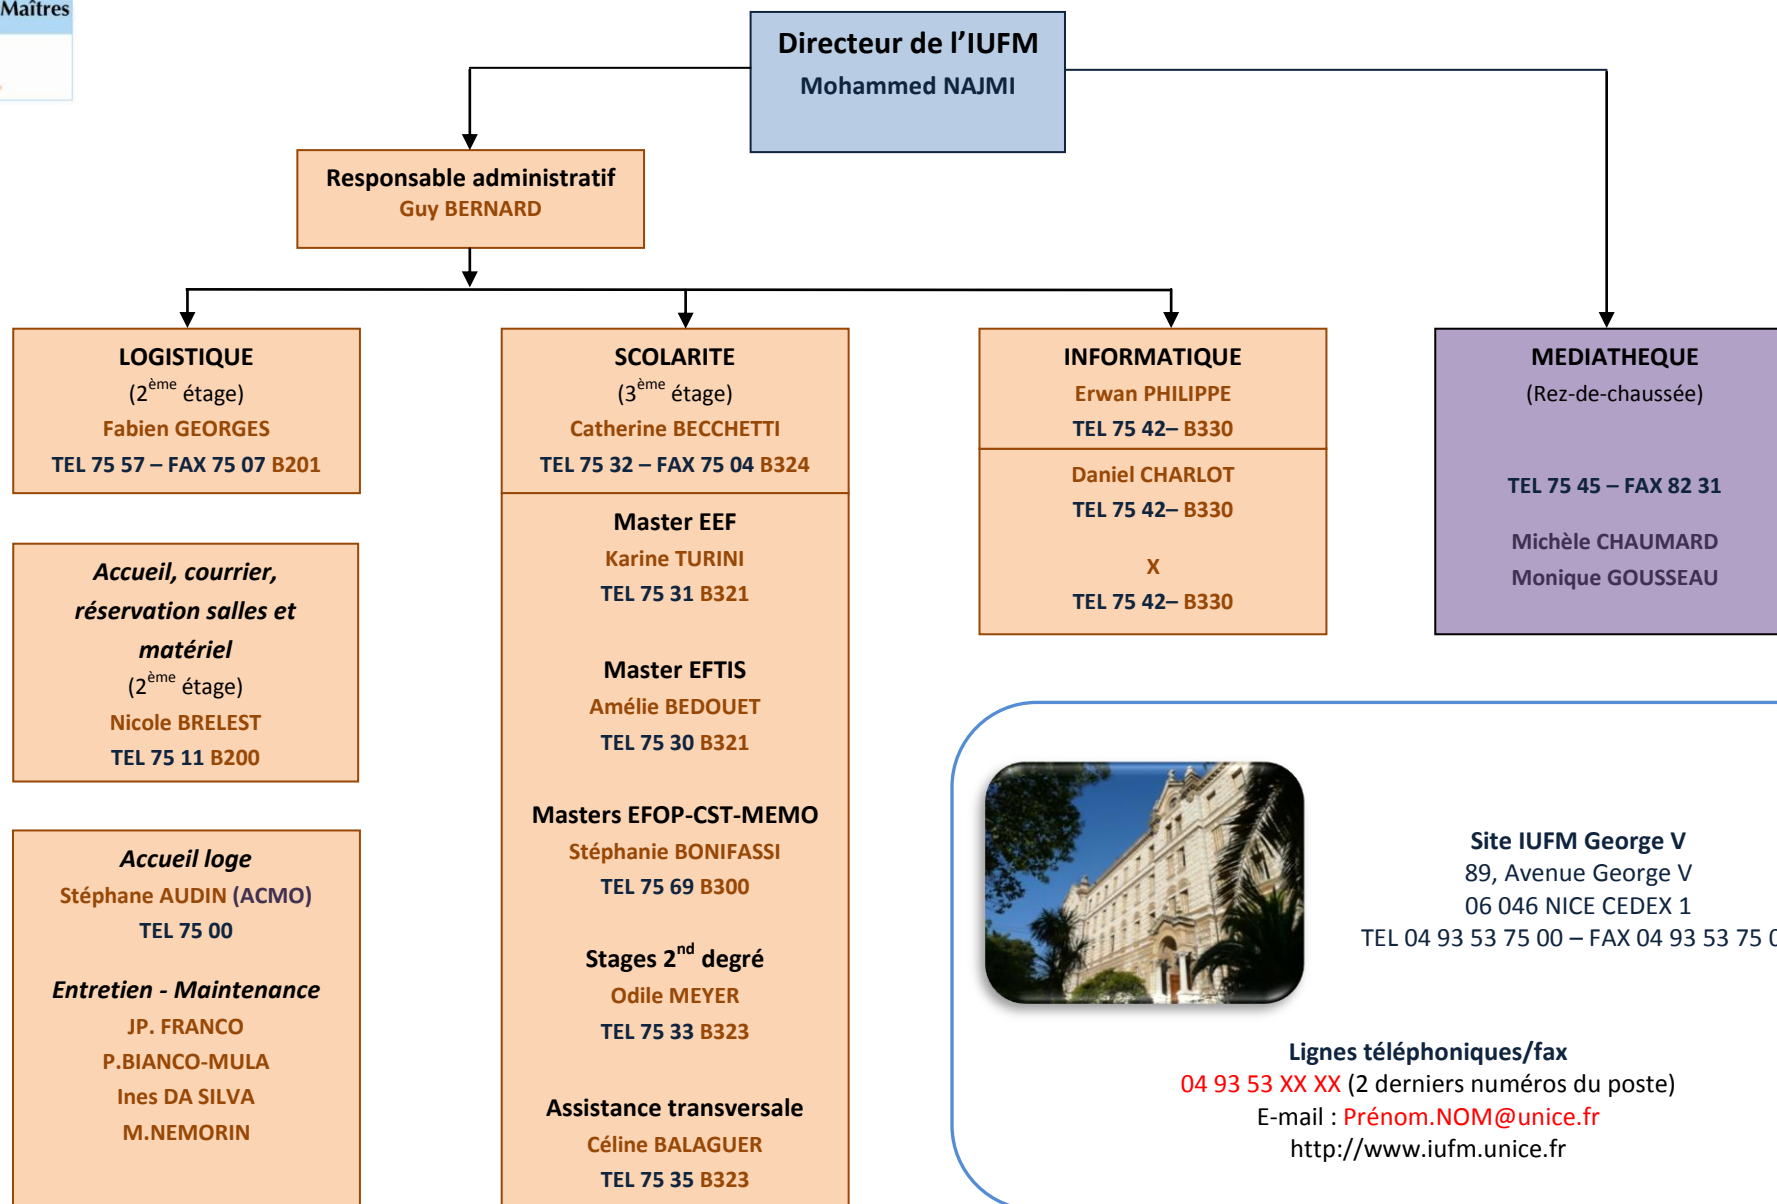 Maîtres
Directeur de l’IUFM
Mohammed NAJMI
Responsable administratif
Guy BERNARD
LOGISTIQUE
(2ème étage)
Fabien GEORGES
TEL 75 57 – FAX 75 07 B201
Accueil, courrier,
réservation salles et
matériel
(2ème étage)
Nicole BRELEST
TEL 75 11 B200
Accueil loge
Stéphane AUDIN (ACMO)
TEL 75 00
Entretien - Maintenance
JP. FRANCO
P.BIANCO-MULA
Ines DA SILVA
M.NEMORIN
SCOLARITE
(3ème étage)
Catherine BECCHETTI
TEL 75 32 – FAX 75 04 B324
Master EEF
Karine TURINI
TEL 75 31 B321
Master EFTIS
Amélie BEDOUET
TEL 75 30 B321
Masters EFOP-CST-MEMO
Stéphanie BONIFASSI
TEL 75 69 B300
Stages 2nd degré
Odile MEYER
TEL 75 33 B323
Assistance transversale
Céline BALAGUER
TEL 75 35 B323
INFORMATIQUE
Erwan PHILIPPE
TEL 75 42– B330
Daniel CHARLOT
TEL 75 42– B330
X
TEL 75 42– B330
MEDIATHEQUE
(Rez-de-chaussée)
TEL 75 45 – FAX 82 31
Michèle CHAUMARD
Monique GOUSSEAU
Site IUFM George V
89, Avenue George V
06 046 NICE CEDEX 1
TEL 04 93 53 75 00 – FAX 04 93 53 75
Lignes téléphoniques/fax
04 93 53 XX XX (2 derniers numéros du poste)
E-mail : Prénom.NOM@unice.fr
http://www.iufm.unice.fr